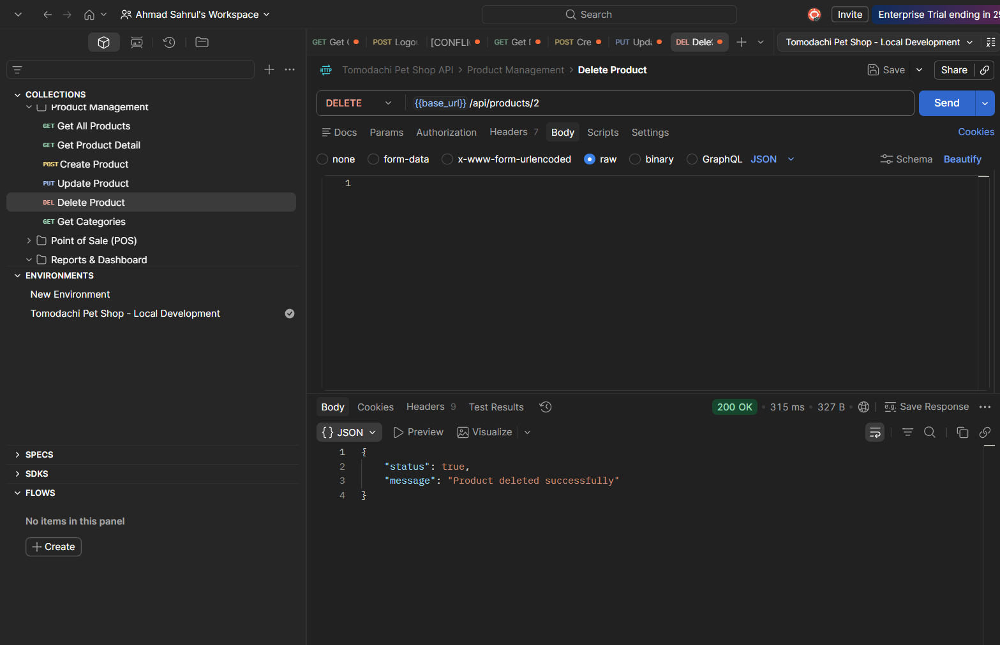 Ahmad Sahrul's Workspace
Search
Invite
Enterprise Trial ending in 29
GET Get
POST Logou
[CONFLI
GET Get
POST Cre
PUT Upda
DEL Delet
Tomodachi Pet Shop - Local Development
HTTP Tomodachi Pet Shop API > Product Management > Delete Product
Save
Share
COLLECTIONS
Product Management
GET Get All Products
GET Get Product Detail
POST Create Product
PUT Update Product
DEL Delete Product
GET Get Categories
Point of Sale (POS)
Reports & Dashboard
ENVIRONMENTS
New Environment
Tomodachi Pet Shop - Local Development
SPECS
SDKS
FLOWS
No items in this panel
Create
DELETE
{{base_url}} /api/products/2
Send
Docs
Params
Authorization
Headers 7
Body
Scripts
Settings
Cookies
none
form-data
x-www-form-urlencoded
raw
binary
GraphQL
JSON
Schema
Beautify
1
Body
Cookies
Headers 9
Test Results
200 OK
315 ms
327 B
e.g. Save Response
{} JSON
Preview
Visualize
1 {
2 "status": true,
3 "message": "Product deleted successfully"
4 }